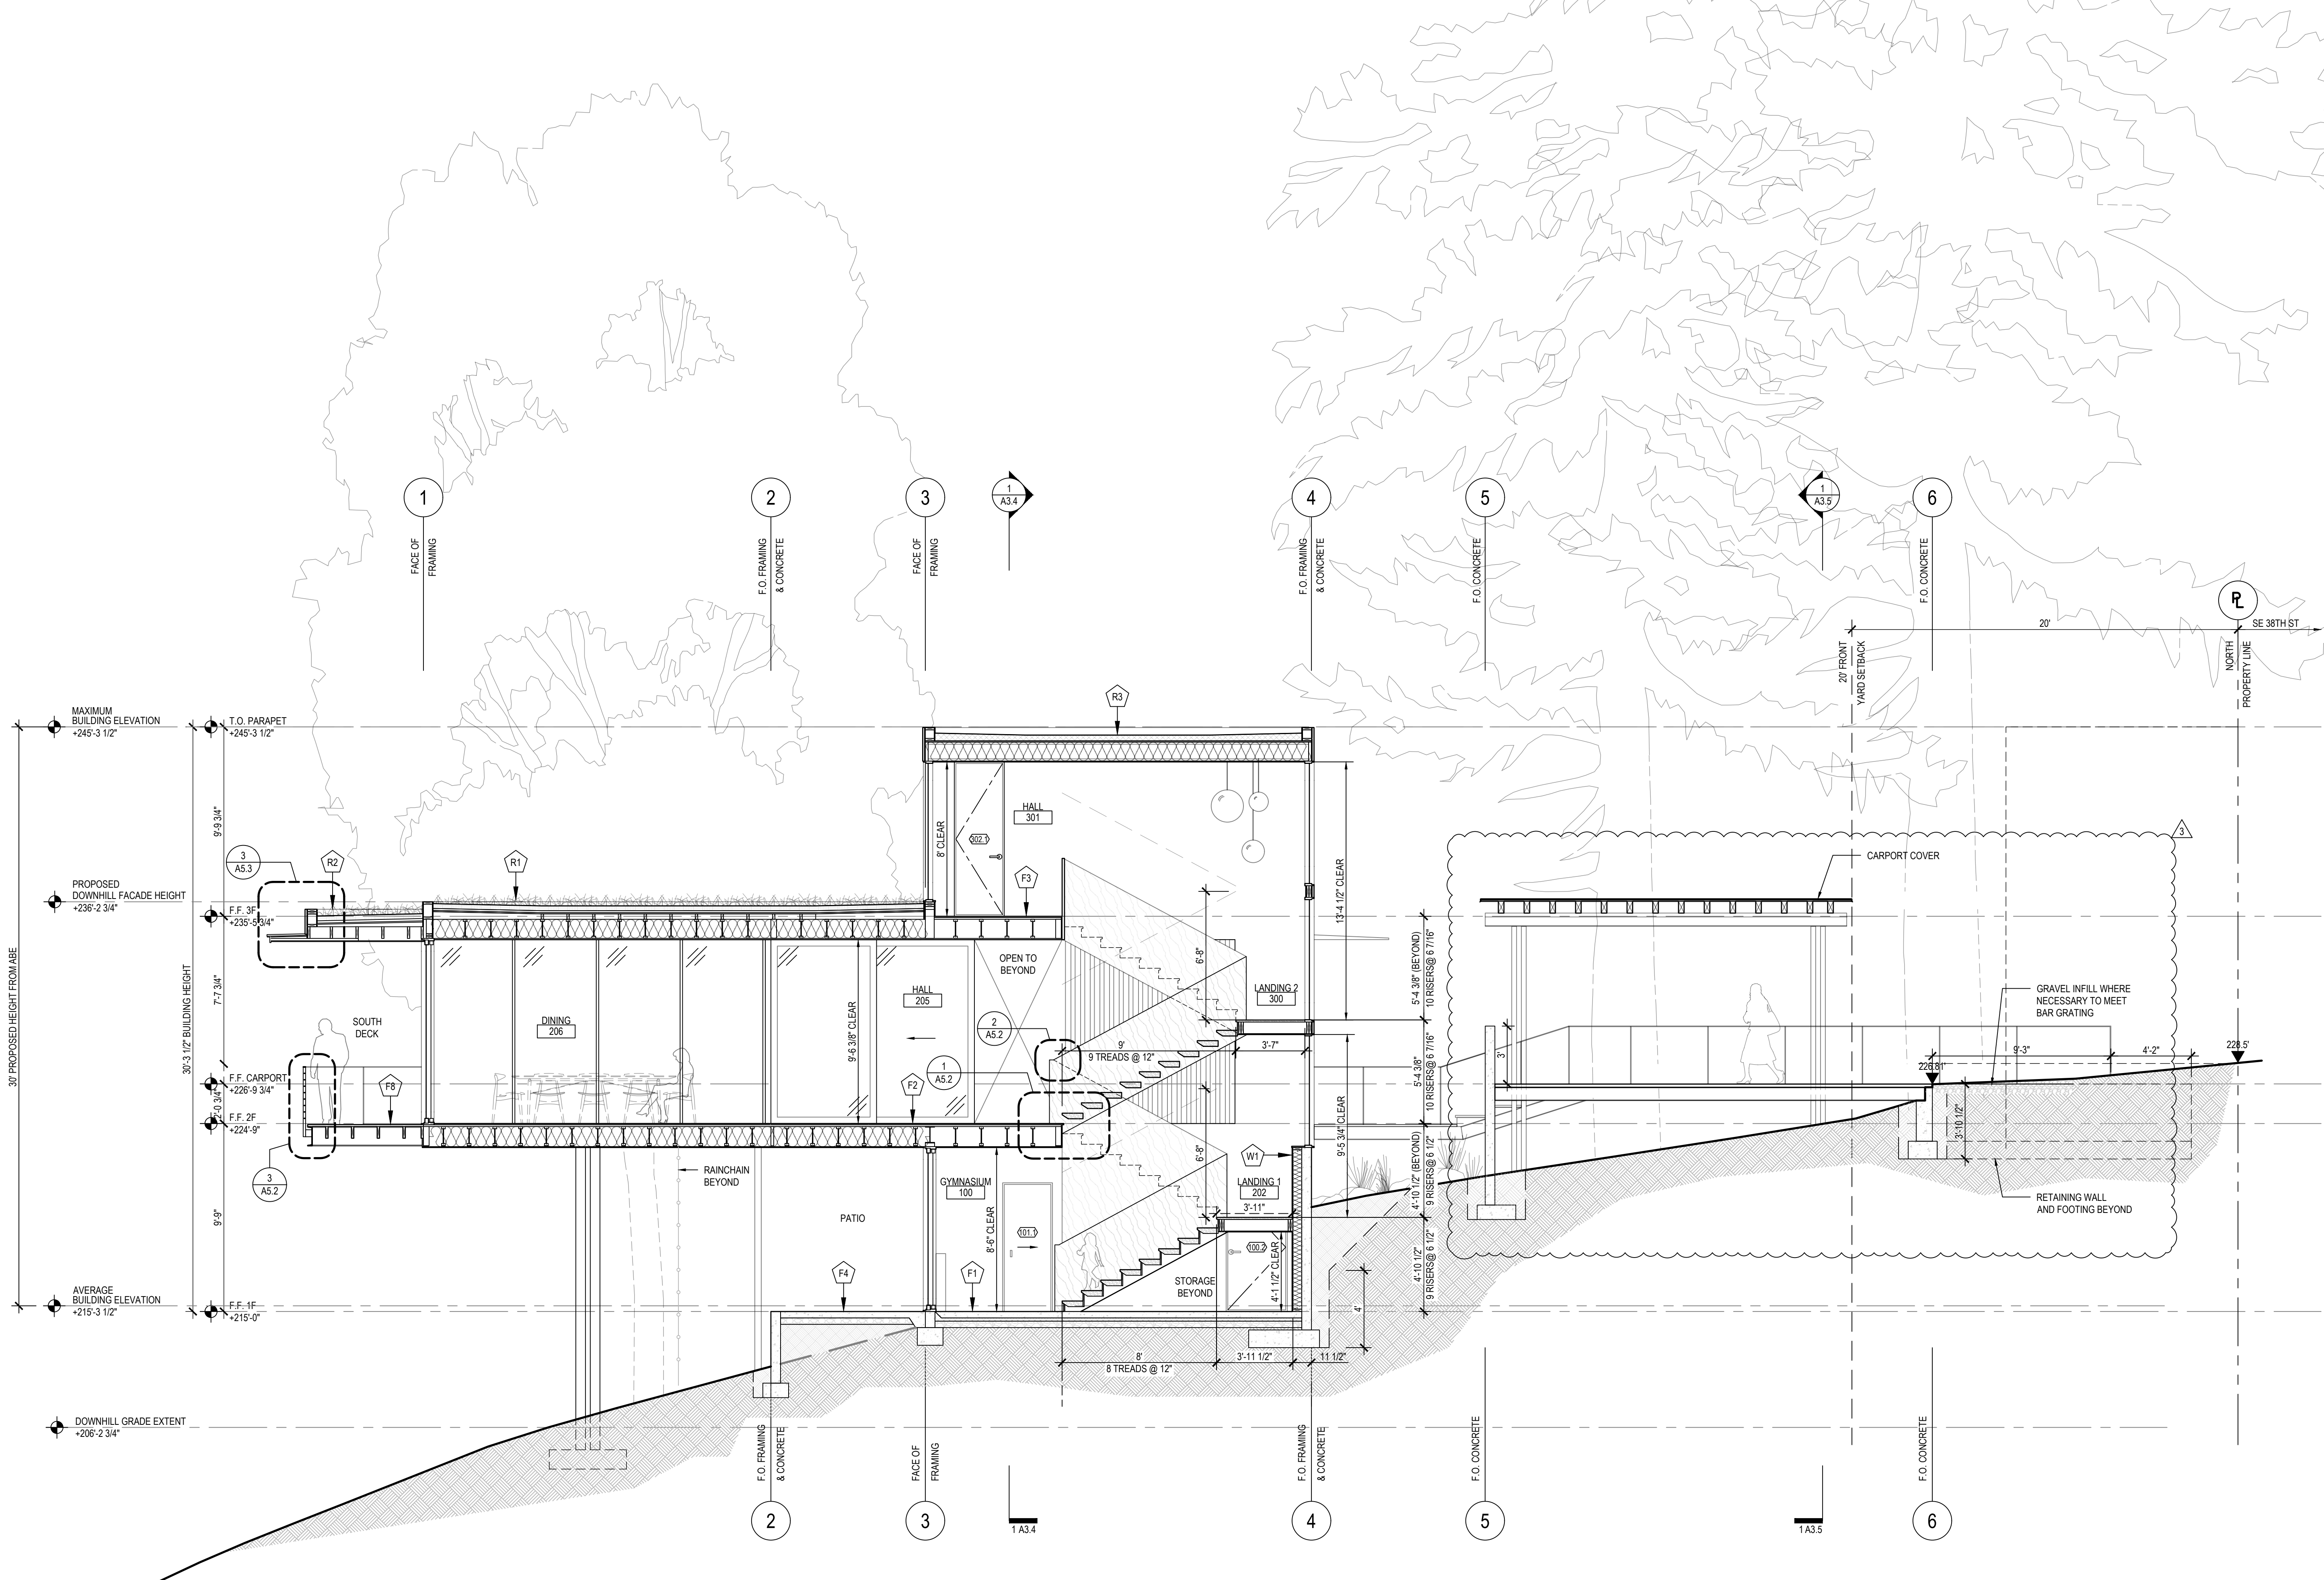 1
2
3
1
A3.4
4
5
1
A3.5
6
FACE OF
FRAMING
F.O. FRAMING
& CONCRETE
FACE OF
FRAMING
F.O. FRAMING
& CONCRETE
F.O. CONCRETE
F.O. CONCRETE
PL
20'
SE 38TH ST
20' FRONT
YARD SETBACK
NORTH
PROPERTY LINE
MAXIMUM
BUILDING ELEVATION
+245'-3 1/2"
T.O. PARAPET
+245'-3 1/2"
R3
9'-9 3/4"
8' CLEAR
HALL
301
302.1
13'-4 1/2" CLEAR
3
CARPORT COVER
3
A5.3
R2
R1
F3
PROPOSED
DOWNHILL FACADE HEIGHT
+236'-2 3/4"
F.F. 3F
+235'-5 3/4"
30' PROPOSED HEIGHT FROM ABE
30'-3 1/2" BUILDING HEIGHT
7'-7 3/4"
SOUTH
DECK
DINING
206
9'-6 3/8" CLEAR
HALL
205
OPEN TO
BEYOND
6'-8"
LANDING 2
300
5'-4 3/8" (BEYOND)
10 RISERS@ 6 7/16"
GRAVEL INFILL WHERE
NECESSARY TO MEET
BAR GRATING
2
A5.2
9'
9 TREADS @ 12"
3'-7"
1
A5.2
3'
9'-3"
4'-2"
228.5'
226.81'
F.F. CARPORT
+226'-9 3/4"
2'-0 3/4"
F8
F2
5'-4 3/8"
10 RISERS@ 6 7/16"
F.F. 2F
+224'-9"
3'-10 1/2"
9'-5 3/4" CLEAR
3
A5.2
RAINCHAIN
BEYOND
GYMNASIUM
100
6'-8"
W1
LANDING 1
202
3'-11"
4'-10 1/2" (BEYOND)
9 RISERS@ 6 1/2"
RETAINING WALL
AND FOOTING BEYOND
9'-9"
PATIO
8'-6" CLEAR
101.1
100.2
4'-1 1/2" CLEAR
STORAGE
BEYOND
4'-10 1/2"
9 RISERS@ 6 1/2"
F4
F1
AVERAGE
BUILDING ELEVATION
+215'-3 1/2"
F.F. 1F
+215'-0"
4'
8'
8 TREADS @ 12"
3'-11 1/2"
11 1/2"
DOWNHILL GRADE EXTENT
+206'-2 3/4"
F.O. FRAMING
& CONCRETE
FACE OF
FRAMING
F.O. FRAMING
& CONCRETE
F.O. CONCRETE
F.O. CONCRETE
2
3
1 A3.4
4
5
1 A3.5
6